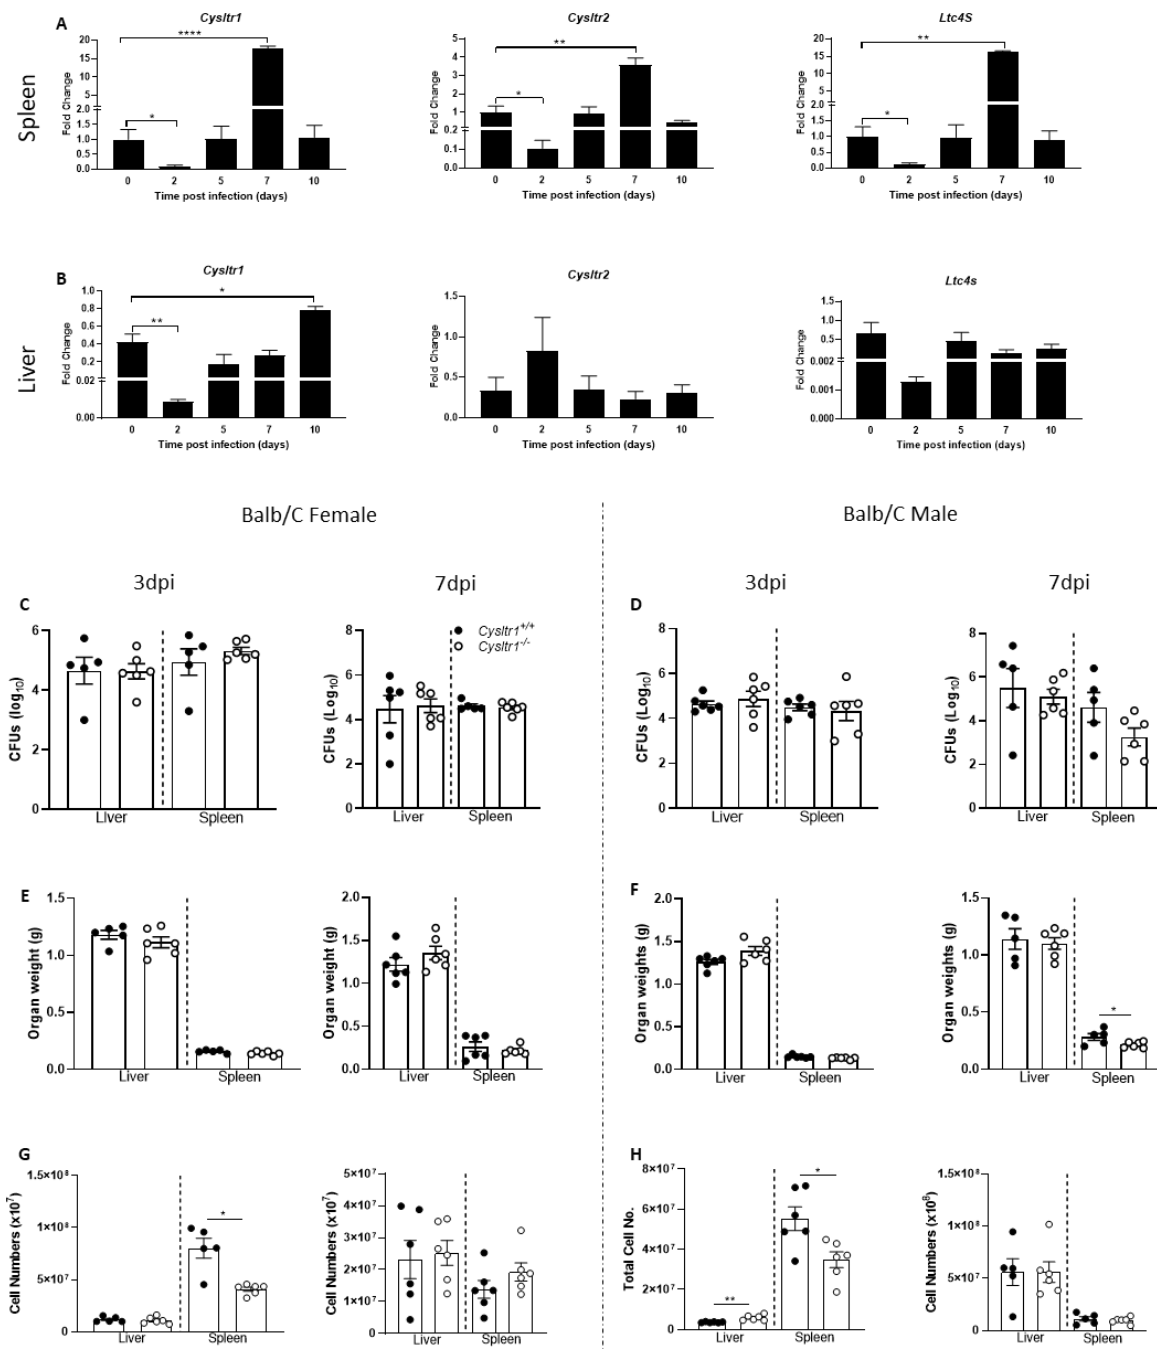 A
Spleen
Cysltr1
Fold Change
20
15
10
5
2.0
1.5
1.0
0.5
0.0
****
*
0 2 5 7 10
Time post infection (days)
Cysltr2
Fold Change
5
4
3
2
1
0.2
0.1
0.0
**
*
0 2 5 7 10
Time post infection (days)
Ltc4S
Fold Change
20
15
10
5
2.0
1.5
1.0
0.5
0.0
**
*
0 2 5 7 10
Time post infection (days)
B
Liver
Cysltr1
Fold Change
1.0
0.8
0.6
0.4
0.2
0.02
0.00
*
**
0 2 5 7 10
Time post infection (days)
Cysltr2
Fold Change
1.5
1.0
0.5
0.0
0 2 5 7 10
Time post infection (days)
Ltc4s
Fold Change
1.5
1.0
0.5
0.002
0.001
0.000
0 2 5 7 10
Time post infection (days)
Balb/C Female
Balb/C Male
3dpi
7dpi
3dpi
7dpi
C
CFUs (log10)
6
4
2
0
Liver Spleen
CFUs (Log10)
8
6
4
2
0
Liver Spleen
Cysltr1+/+
Cysltr1-/-
D
CFUs (Log10)
8
6
4
2
0
Liver Spleen
CFUs (Log10)
8
6
4
2
0
Liver Spleen
E
Organ weight (g)
1.5
1.0
0.5
0.0
Liver Spleen
Organ weight (g)
2.0
1.5
1.0
0.5
0.0
Liver Spleen
F
Organ weights (g)
2.0
1.5
1.0
0.5
0.0
Liver Spleen
Organ weights (g)
1.5
1.0
0.5
0.0
*
Liver Spleen
G
Cell Numbers (x10⁷)
1.5×10⁸
1×10⁸
5×10⁷
0
*
Liver Spleen
Cell Numbers (x10⁷)
5×10⁷
4×10⁷
3×10⁷
2×10⁷
1×10⁷
0
Liver Spleen
H
Total Cell No.
8×10⁷
6×10⁷
4×10⁷
2×10⁷
0
**
*
Liver Spleen
Cell Numbers (x10⁸)
1.5×10⁸
1×10⁸
5×10⁷
0
Liver Spleen